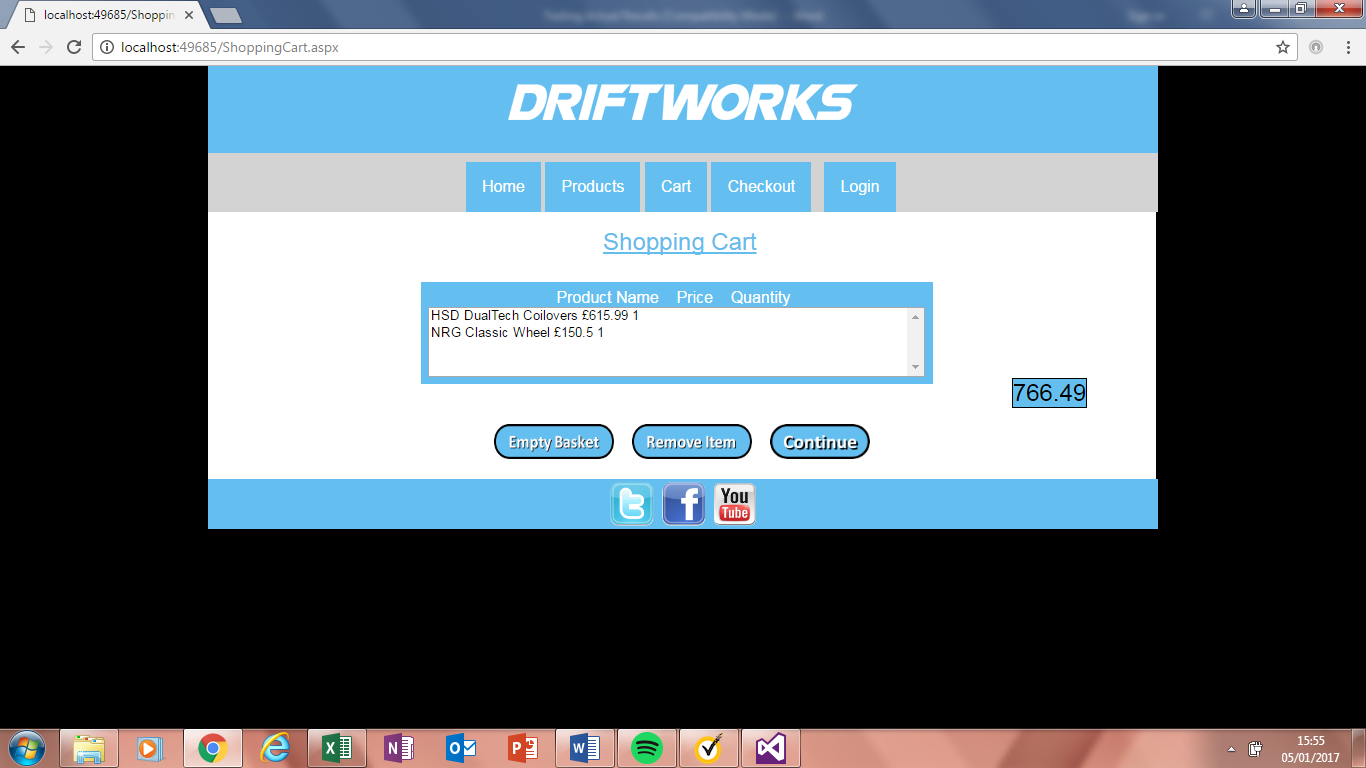 localhost:49685/Shoppin
localhost:49685/ShoppingCart.aspx
DRIFTWORKS
Home Products Cart Checkout Login
Shopping Cart
Product Name Price Quantity
HSD DualTech Coilovers £615.99 1
NRG Classic Wheel £150.5 1
766.49
Empty Basket Remove Item Continue
You
Tube
15:55
05/01/2017